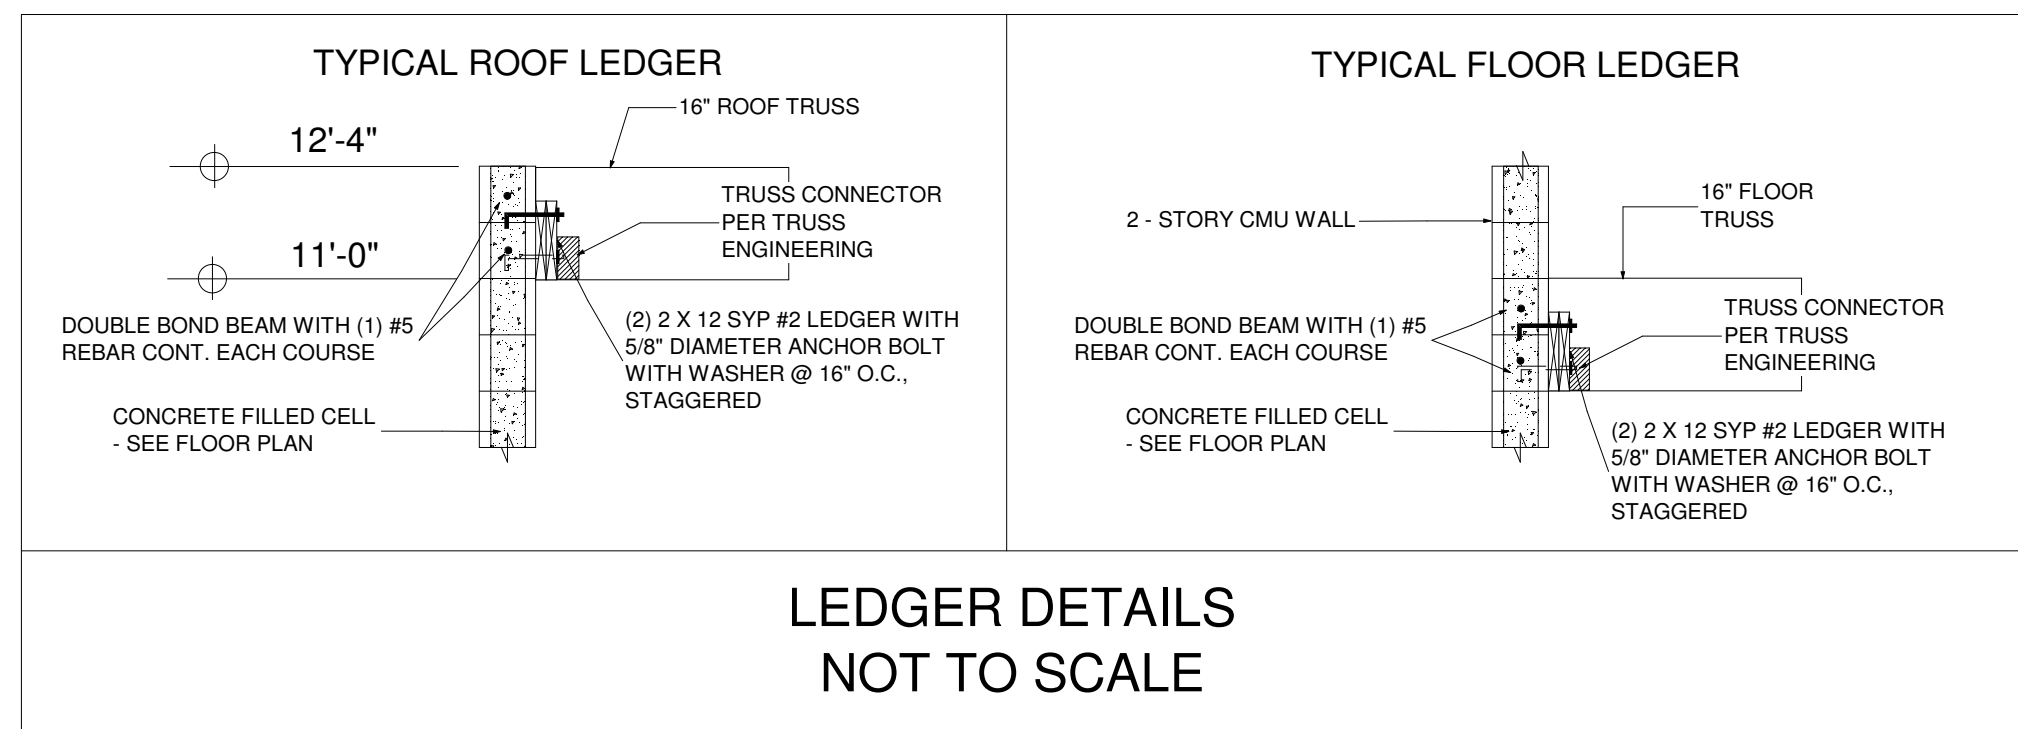 TYPICAL ROOF LEDGER
16" ROOF TRUSS
12'-4"
TRUSS CONNECTOR
PER TRUSS
ENGINEERING
11'-0"
DOUBLE BOND BEAM WITH (1) #5
REBAR CONT. EACH COURSE
(2) 2 X 12 SYP #2 LEDGER WITH
5/8" DIAMETER ANCHOR BOLT
WITH WASHER @ 16" O.C.,
STAGGERED
CONCRETE FILLED CELL
- SEE FLOOR PLAN
TYPICAL FLOOR LEDGER
16" FLOOR
TRUSS
2 - STORY CMU WALL
TRUSS CONNECTOR
PER TRUSS
ENGINEERING
DOUBLE BOND BEAM WITH (1) #5
REBAR CONT. EACH COURSE
CONCRETE FILLED CELL
- SEE FLOOR PLAN
(2) 2 X 12 SYP #2 LEDGER WITH
5/8" DIAMETER ANCHOR BOLT
WITH WASHER @ 16" O.C.,
STAGGERED
LEDGER DETAILS
NOT TO SCALE